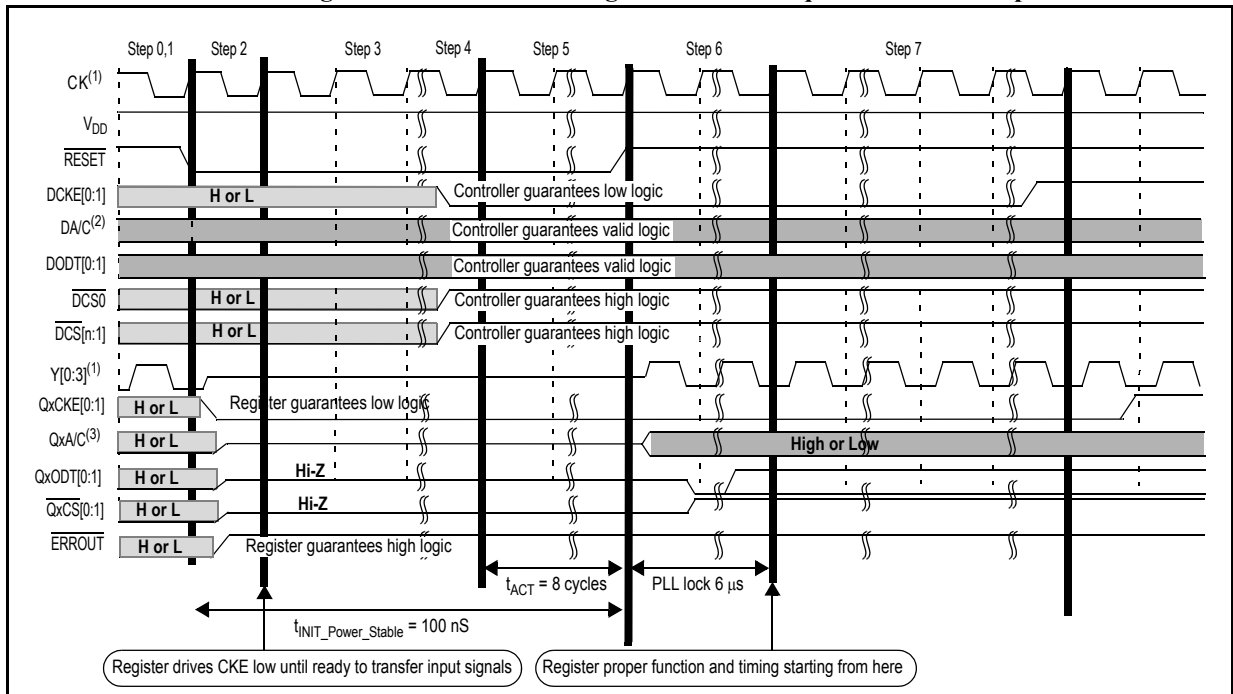 Step 0,1 Step 2 Step 3 Step 4 Step 5 Step 6 Step 7
CK(1)
VDD
RESET
DCKE[0:1] H or L Controller guarantees low logic
DA/C(2) Controller guarantees valid logic
DODT[0:1] Controller guarantees valid logic
DCS0 H or L Controller guarantees high logic
DCS[n:1] H or L Controller guarantees high logic
Y[0:3](1)
QxCKE[0:1] H or L Register guarantees low logic
QxA/C(3) H or L High or Low
QxODT[0:1] H or L Hi-Z
QxCS[0:1] H or L Hi-Z
ERROUT H or L Register guarantees high logic
tACT = 8 cycles PLL lock 6 μs
tINIT_Power_Stable = 100 nS
Register drives CKE low until ready to transfer input signals Register proper function and timing starting from here